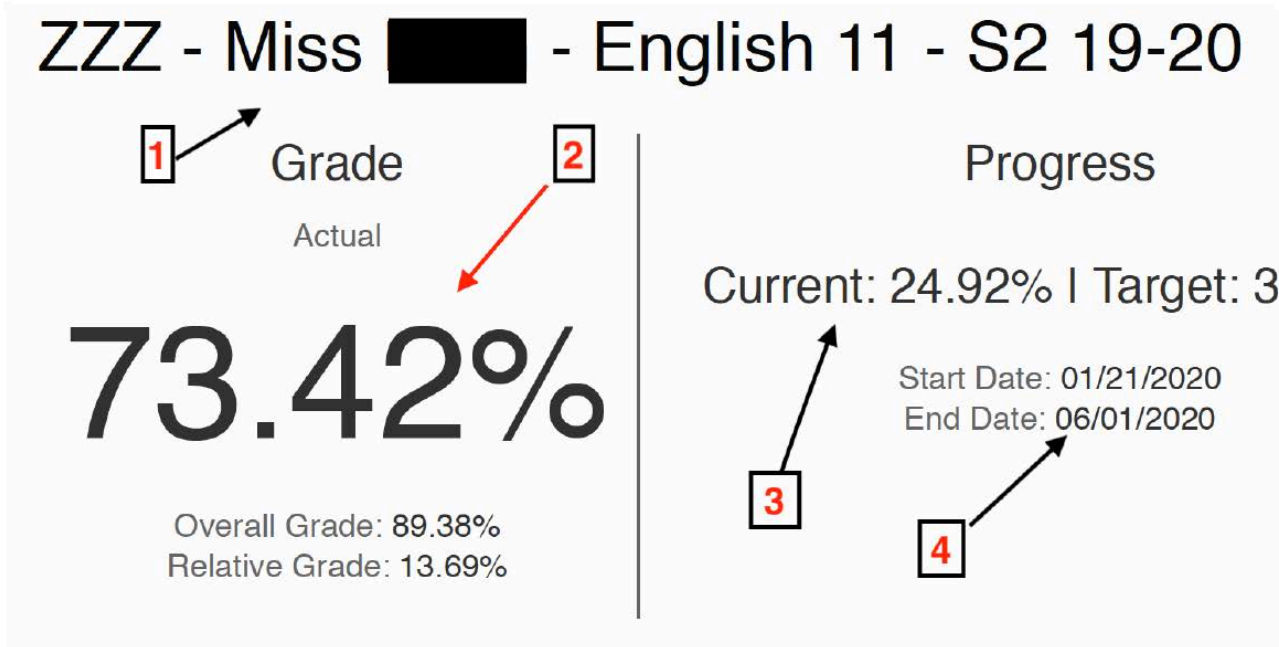 ZZZ - Miss - English 11 - S2 19-20
1
Grade
2
Actual
73.42%
Overall Grade: 89.38%
Relative Grade: 13.69%
Progress
Current: 24.92% | Target: 3
Start Date: 01/21/2020
End Date: 06/01/2020
3
4